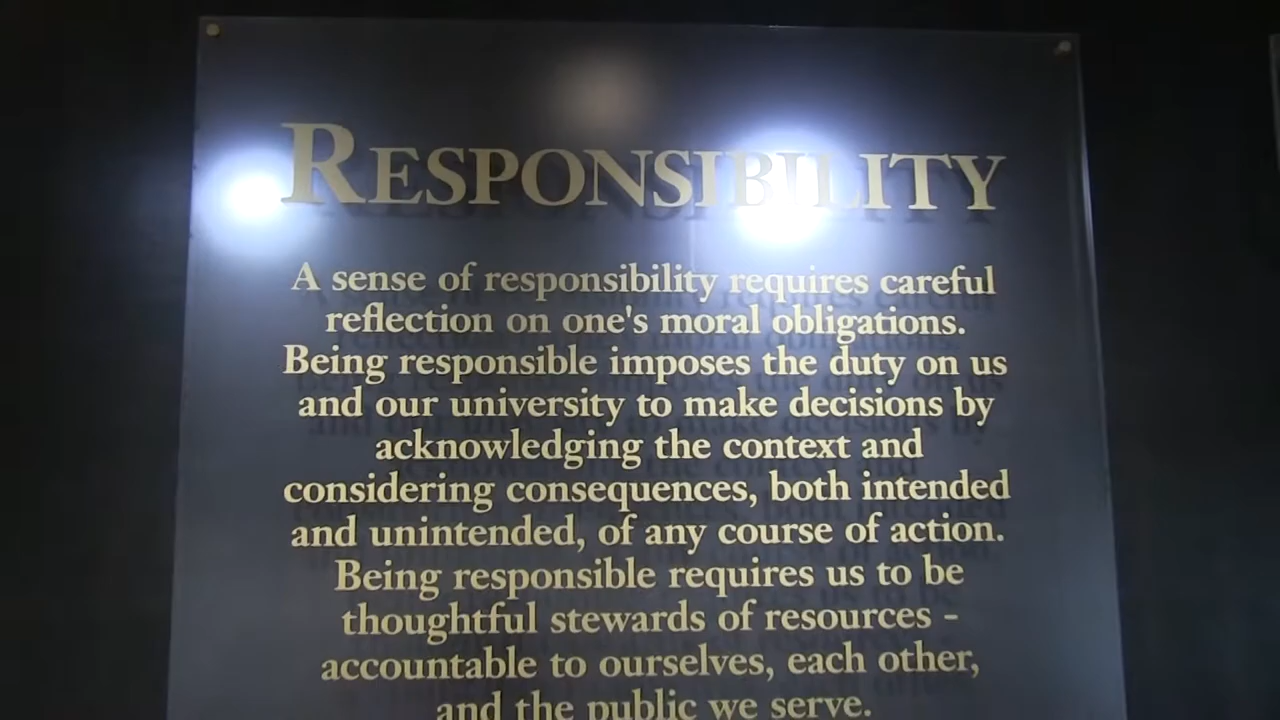 RESPONSIBILITY
A sense of responsibility requires careful
reflection on one's moral obligations.
Being responsible imposes the duty on us
and our university to make decisions by
acknowledging the context and
considering consequences, both intended
and unintended, of any course of action.
Being responsible requires us to be
thoughtful stewards of resources -
accountable to ourselves, each other,
and the public we serve.